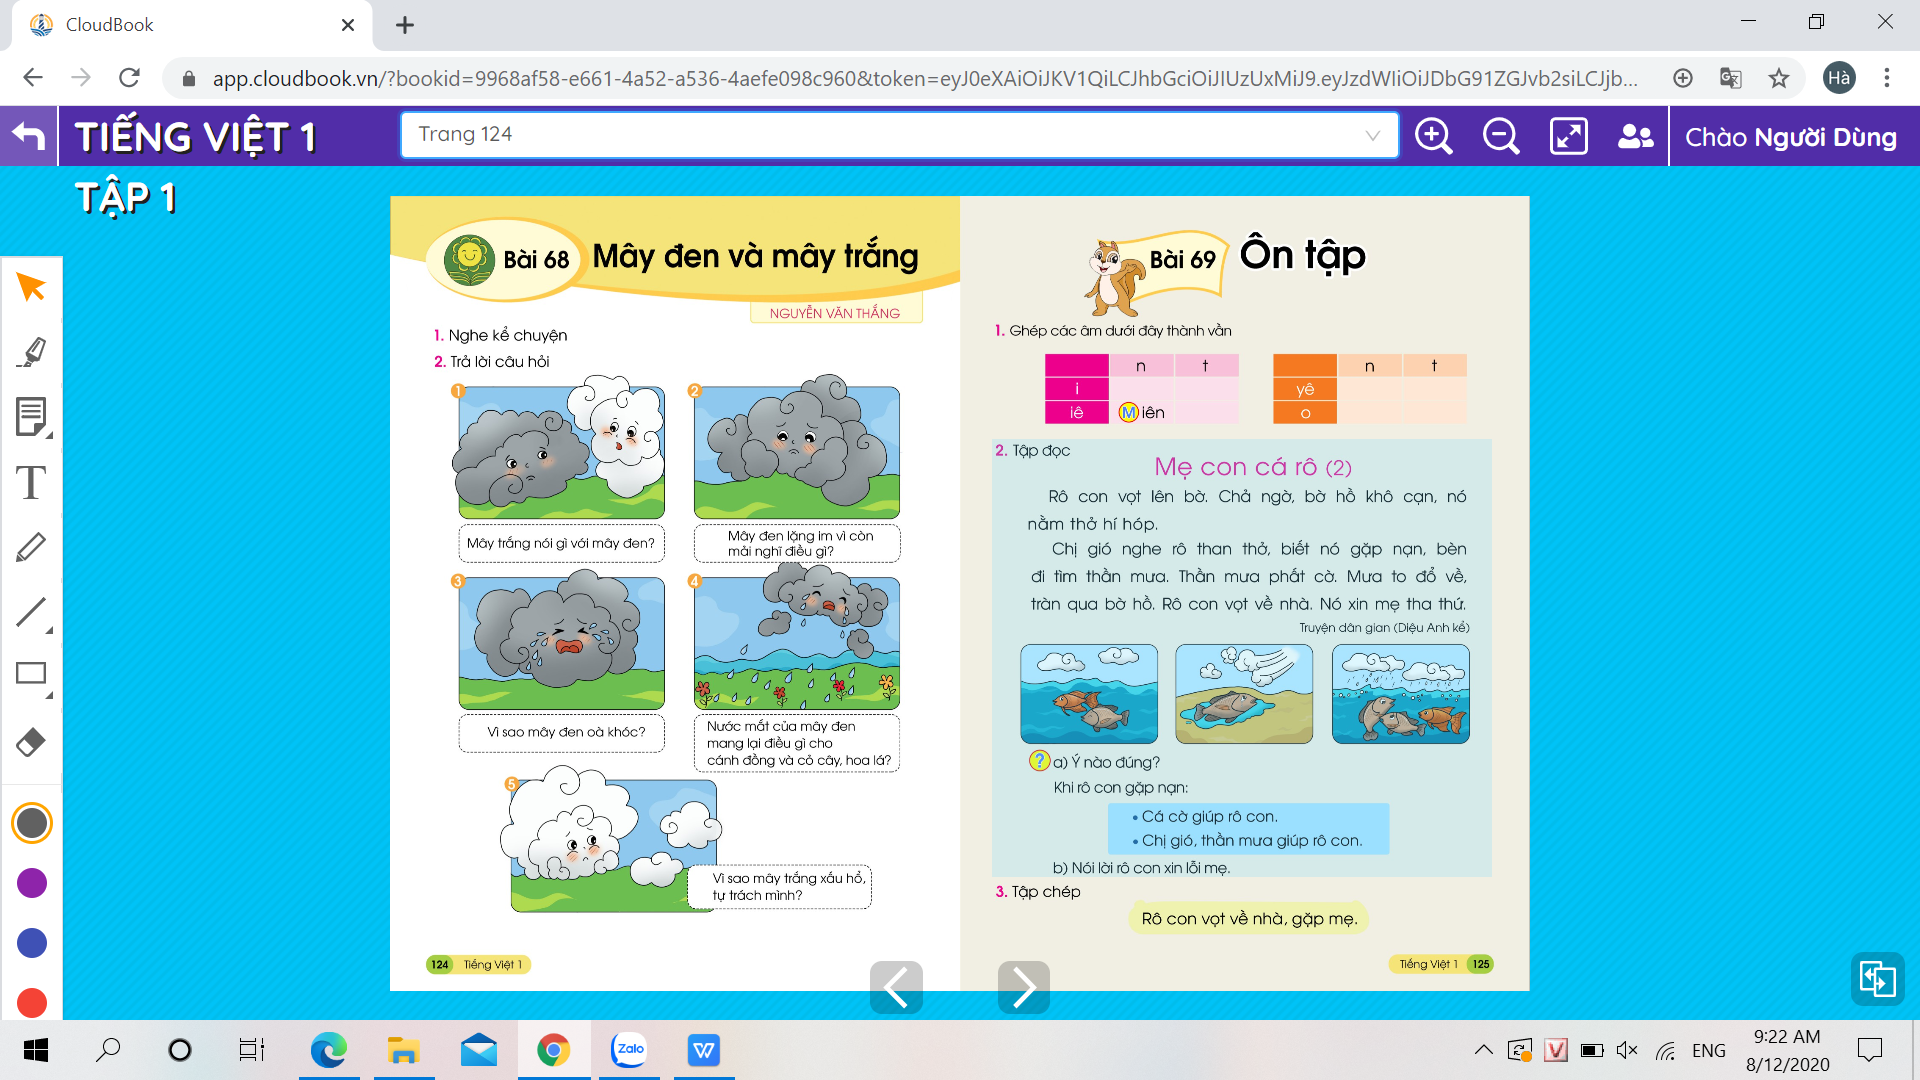 CloudBook
app.cloudbook.vn/?bookid=9968af58-e661-4a52-a536-4aefe098c960&token=eyJ0eXAiOiJKV1QiLCJhbGciOiJIUzUxMiJ9.eyJzdWIiOiJDbG91ZGJvb2siLCJjb...
Hà
TIẾNG VIỆT 1
TẬP 1
Trang 124
Chào Người Dùng
T
Bài 68
Mây đen và mây trắng
NGUYỄN VĂN THẮNG
1. Nghe kể chuyện
2. Trả lời câu hỏi
1
Mây trắng nói gì với mây đen?
2
Mây đen lặng im vì còn
mải nghĩ điều gì?
3
Vì sao mây đen oà khóc?
4
Nước mắt của mây đen
mang lại điều gì cho
cánh đồng và cỏ cây, hoa lá?
5
Vì sao mây trắng xấu hổ,
tự trách mình?
124 Tiếng Việt 1
Bài 69
Ôn tập
1. Ghép các âm dưới đây thành vần
n t
i
iê M iên
n t
yê
o
2. Tập đọc
Mẹ con cá rô (2)
Rô con vọt lên bờ. Chả ngờ, bờ hồ khô cạn, nó
nằm thở hí hóp.
Chị gió nghe rô than thở, biết nó gặp nạn, bèn
đi tìm thần mưa. Thần mưa phất cờ. Mưa to đổ về,
tràn qua bờ hồ. Rô con vọt về nhà. Nó xin mẹ tha thứ.
Truyện dân gian (Diệu Anh kể)
? a) Ý nào đúng?
Khi rô con gặp nạn:
• Cá cờ giúp rô con.
• Chị gió, thần mưa giúp rô con.
b) Nói lời rô con xin lỗi mẹ.
3. Tập chép
Rô con vọt về nhà, gặp mẹ.
Tiếng Việt 1 125
Zalo
W
V
ENG
9:22 AM
8/12/2020